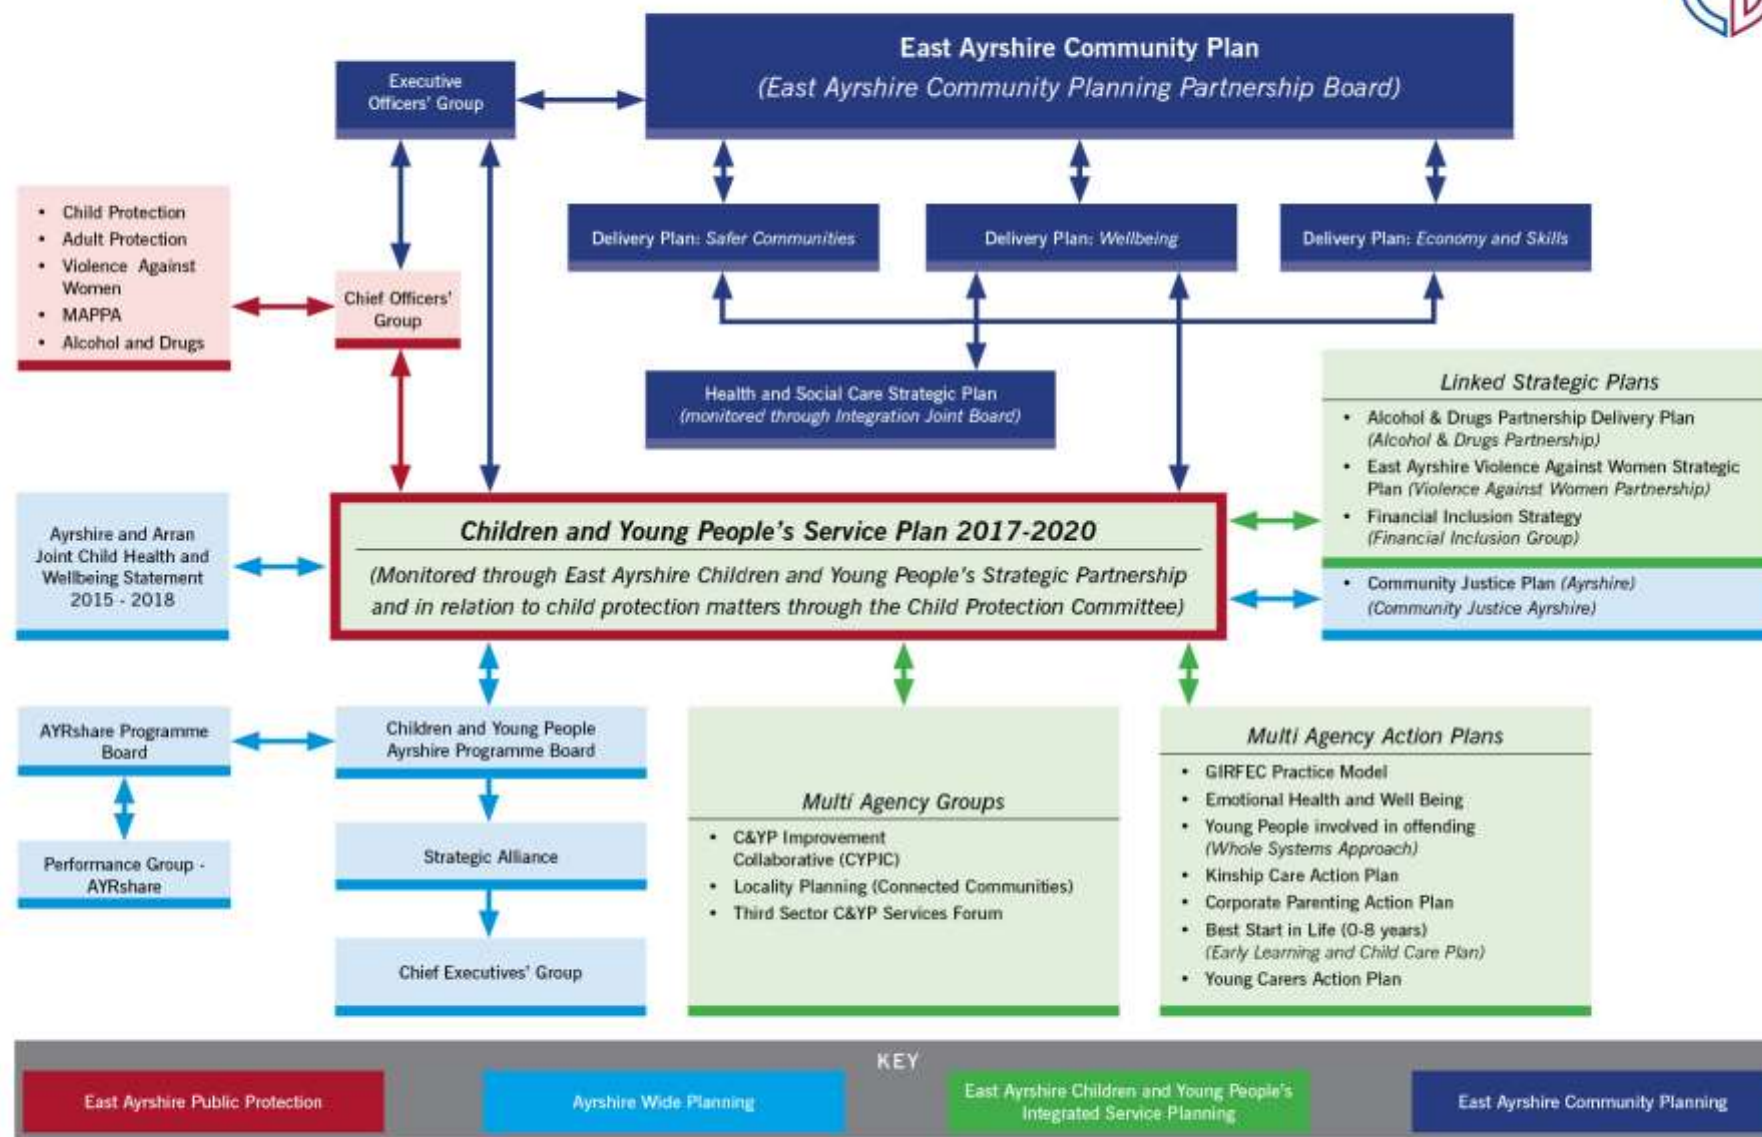 East Ayrshire Community Plan
(East Ayrshire Community Planning Partnership Board)
Executive
Officers' Group
• Child Protection
• Adult Protection
• Violence Against
Women
• MAPPA
• Alcohol and Drugs
Chief Officers'
Group
Delivery Plan: Safer Communities
Delivery Plan: Wellbeing
Delivery Plan: Economy and Skills
Health and Social Care Strategic Plan
(monitored through Integration Joint Board)
Linked Strategic Plans
• Alcohol & Drugs Partnership Delivery Plan
(Alcohol & Drugs Partnership)
• East Ayrshire Violence Against Women Strategic
Plan (Violence Against Women Partnership)
• Financial Inclusion Strategy
(Financial Inclusion Group)
• Community Justice Plan (Ayrshire)
(Community Justice Ayrshire)
Ayrshire and Arran
Joint Child Health and
Wellbeing Statement
2015 - 2018
Children and Young People's Service Plan 2017-2020
(Monitored through East Ayrshire Children and Young People's Strategic Partnership
and in relation to child protection matters through the Child Protection Committee)
AYRshare Programme
Board
Children and Young People
Ayrshire Programme Board
Performance Group -
AYRshare
Strategic Alliance
Chief Executives' Group
Multi Agency Groups
• C&YP Improvement
Collaborative (CYPIC)
• Locality Planning (Connected Communities)
• Third Sector C&YP Services Forum
Multi Agency Action Plans
• GIRFEC Practice Model
• Emotional Health and Well Being
• Young People involved in offending
(Whole Systems Approach)
• Kinship Care Action Plan
• Corporate Parenting Action Plan
• Best Start in Life (0-8 years)
(Early Learning and Child Care Plan)
• Young Carers Action Plan
KEY
East Ayrshire Public Protection
Ayrshire Wide Planning
East Ayrshire Children and Young People's
Integrated Service Planning
East Ayrshire Community Planning